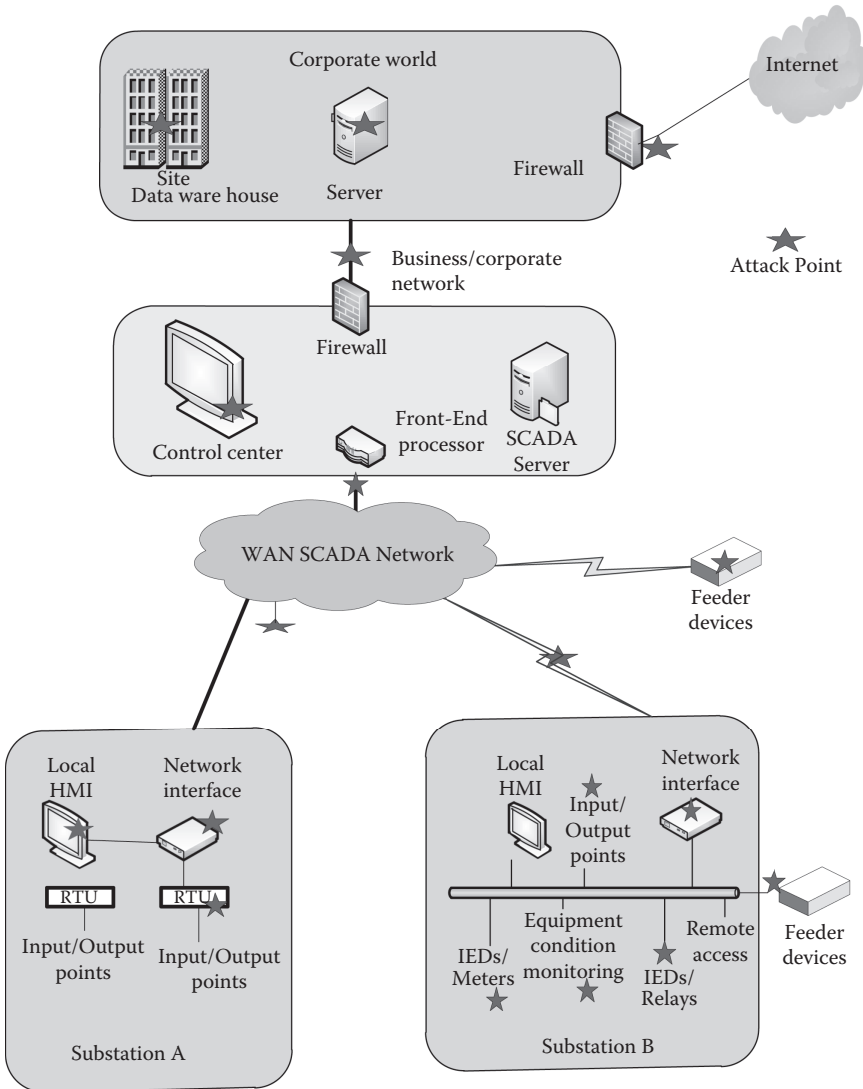 Corporate world
Internet
Site
Data ware house
Server
Firewall
Attack Point
Business/corporate
network
Firewall
Control center
Front-End
processor
SCADA
Server
WAN SCADA Network
Feeder
devices
Local
HMI
Network
interface
RTU
RTU
Input/Output
points
Input/Output
points
Substation A
Local
HMI
Input/
Output
points
Network
interface
IEDs/
Meters
Equipment
condition
monitoring
IEDs/
Relays
Remote
access
Feeder
devices
Substation B